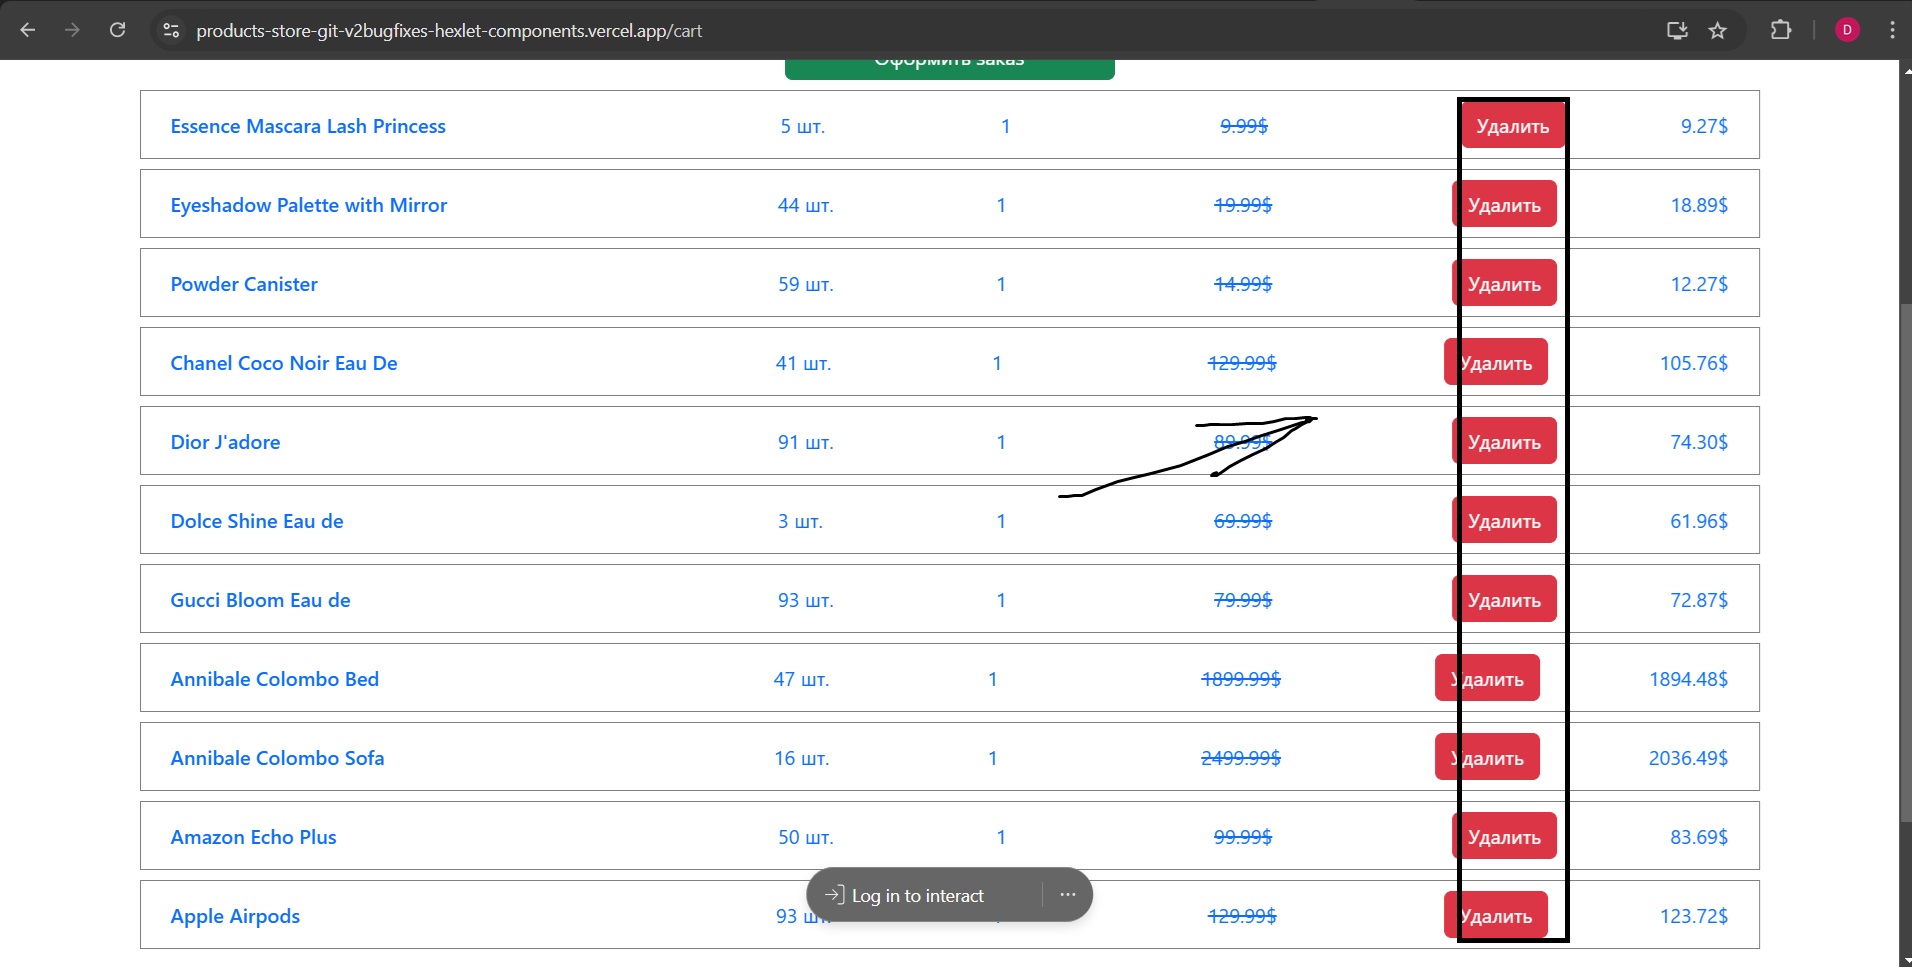 products-store-git-v2bugfixes-hexlet-components.vercel.app/cart
D
Оформить заказ
Essence Mascara Lash Princess 5 шт. 1 9.99$ Удалить 9.27$
Eyeshadow Palette with Mirror 44 шт. 1 19.99$ Удалить 18.89$
Powder Canister 59 шт. 1 14.99$ Удалить 12.27$
Chanel Coco Noir Eau De 41 шт. 1 129.99$ Удалить 105.76$
Dior J'adore 91 шт. 1 89.99$ Удалить 74.30$
Dolce Shine Eau de 3 шт. 1 69.99$ Удалить 61.96$
Gucci Bloom Eau de 93 шт. 1 79.99$ Удалить 72.87$
Annibale Colombo Bed 47 шт. 1 1899.99$ Удалить 1894.48$
Annibale Colombo Sofa 16 шт. 1 2499.99$ Удалить 2036.49$
Amazon Echo Plus 50 шт. 1 99.99$ Удалить 83.69$
Log in to interact
Apple Airpods 93 шт. 129.99$ Удалить 123.72$